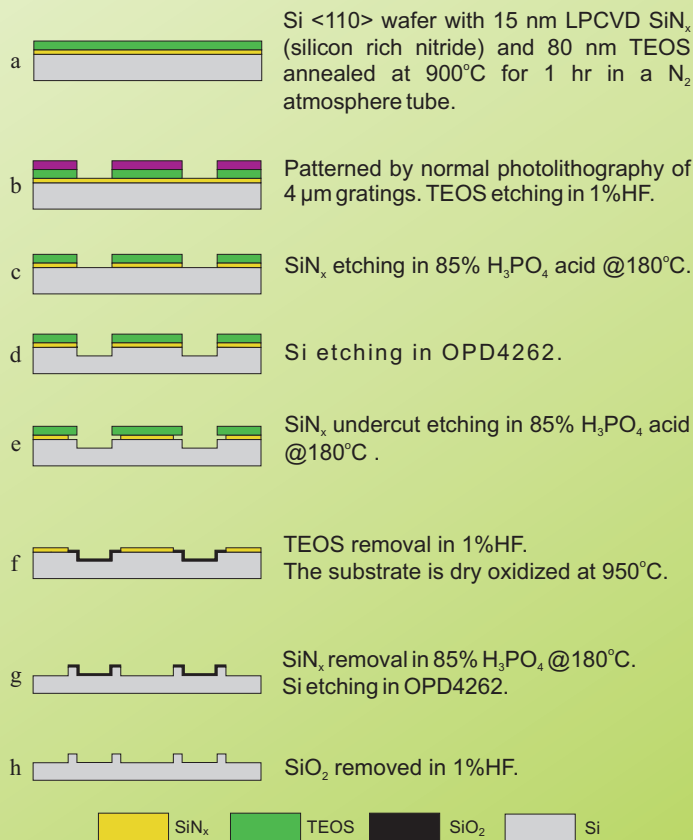 a
Si <110> wafer with 15 nm LPCVD SiNₓ
(silicon rich nitride) and 80 nm TEOS
annealed at 900°C for 1 hr in a N₂
atmosphere tube.
b
Patterned by normal photolithography of
4 µm gratings. TEOS etching in 1%HF.
c
SiNₓ etching in 85% H₃PO₄ acid @180°C.
d
Si etching in OPD4262.
e
SiNₓ undercut etching in 85% H₃PO₄ acid
@180°C .
f
TEOS removal in 1%HF.
The substrate is dry oxidized at 950°C.
g
SiNₓ removal in 85% H₃PO₄ @180°C.
Si etching in OPD4262.
h
SiO₂ removed in 1%HF.
SiNₓ TEOS SiO₂ Si